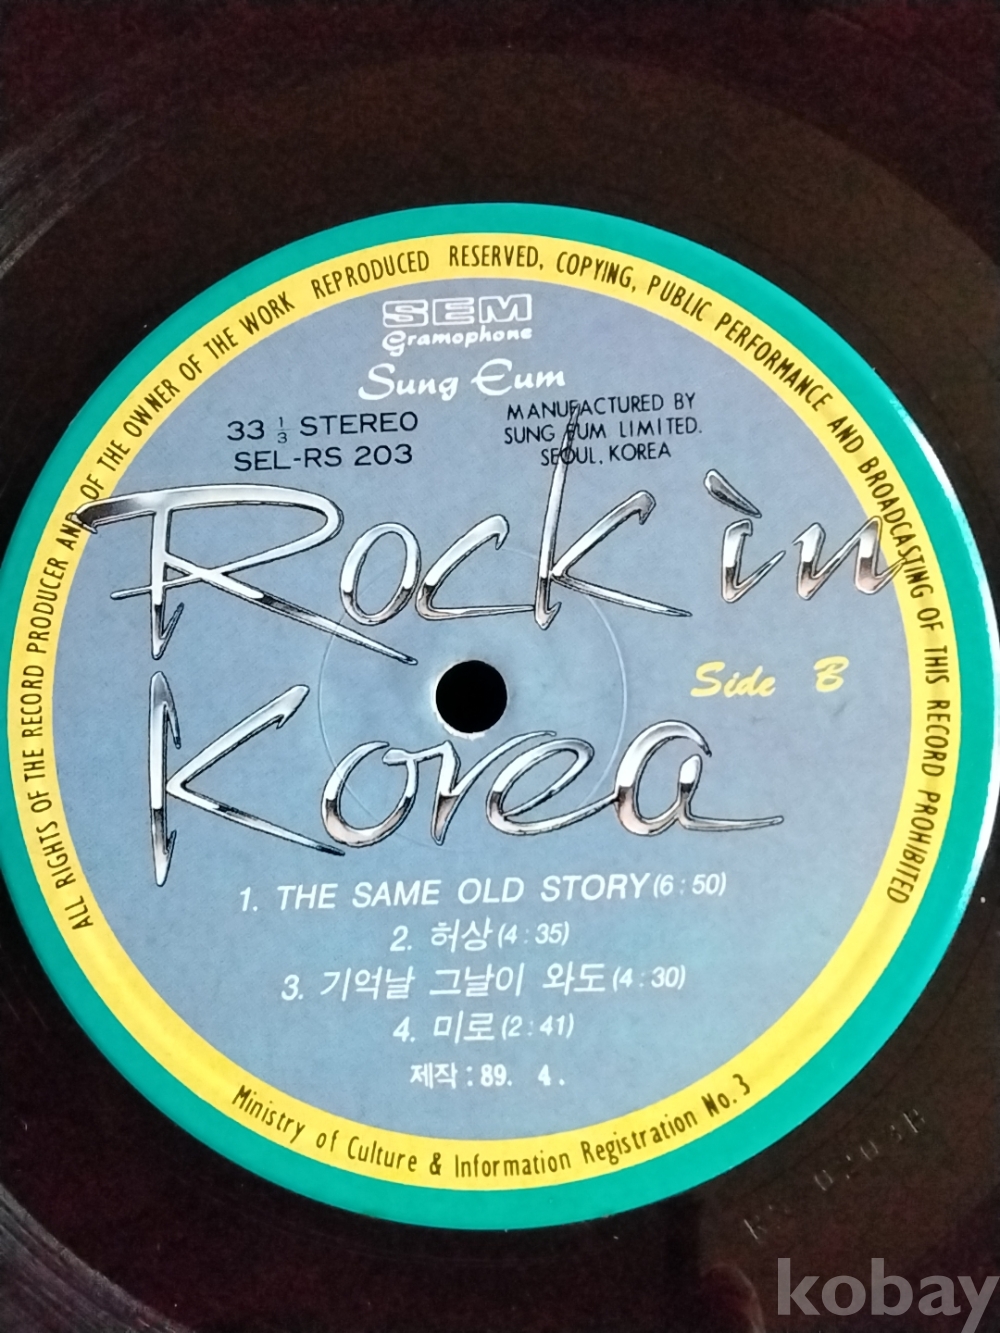 ALL RIGHTS OF THE RECORD PRODUCER AND OF THE OWNER OF THE WORK REPRODUCED RESERVED, COPYING, PUBLIC PERFORMANCE AND BROADCASTING OF THIS RECORD PROHIBITED
SEM
Gramophone
Sung Eum
33 1/3 STEREO
SEL-RS 203
MANUFACTURED BY
SUNG EUM LIMITED.
SEOUL. KOREA
Rock in
Korea
Side B
1. THE SAME OLD STORY (6:50)
2. 허상 (4:35)
3. 기억날 그날이 와도 (4:30)
4. 미로 (2:41)
제작 : 89. 4.
Ministry of Culture & Information Registration No. 3
kobay